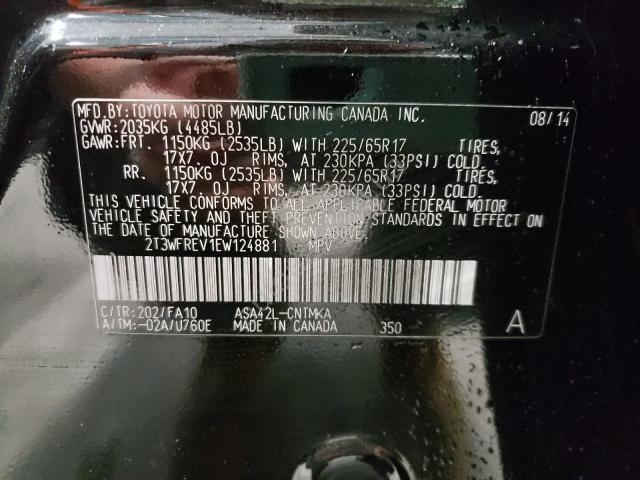 MFD.BY:TOYOTA MOTOR MANUFACTURING CANADA INC. 08/14
GVWR:2035KG (4485LB)
GAWR:FRT. 1150KG (2535LB) WITH 225/65R17 TIRES,
17X7.0J RIMS, AT 230KPA (33PSI) COLD.
RR. 1150KG (2535LB) WITH 225/65R17 TIRES,
17X7.0J RIMS, AT 230KPA (33PSI) COLD.
THIS VEHICLE CONFORMS TO ALL APPLICABLE FEDERAL MOTOR
VEHICLE SAFETY AND THEFT PREVENTION STANDARDS IN EFFECT ON
THE DATE OF MANUFACTURE SHOWN ABOVE.
2T3WFREV1EW124881 MPV
C/TR:202/FA10 ASA42L-CNTMKA
A/TM:-02A/U760E MADE IN CANADA 350 A